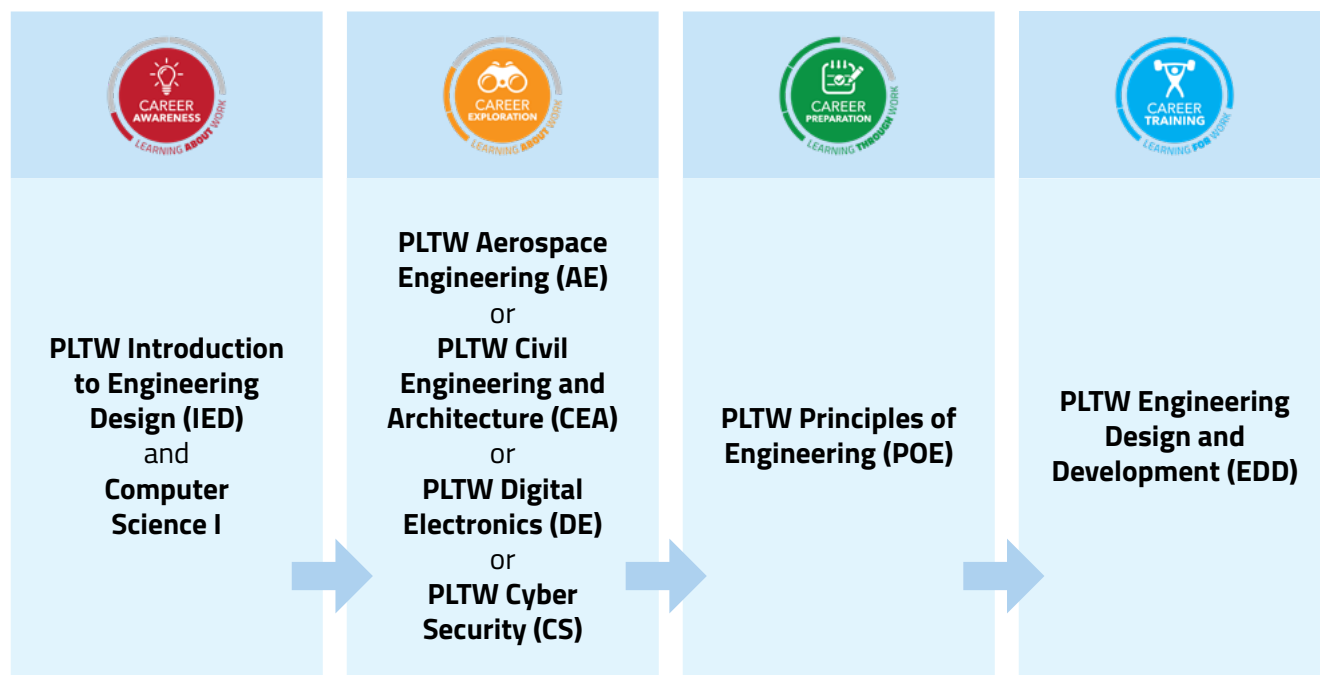 CAREER
AWARENESS
LEARNING ABOUT WORK
PLTW Introduction
to Engineering
Design (IED)
and
Computer
Science I
CAREER
EXPLORATION
LEARNING ABOUT WORK
PLTW Aerospace
Engineering (AE)
or
PLTW Civil
Engineering and
Architecture (CEA)
or
PLTW Digital
Electronics (DE)
or
PLTW Cyber
Security (CS)
CAREER
PREPARATION
LEARNING THROUGH WORK
PLTW Principles of
Engineering (POE)
CAREER
TRAINING
LEARNING FOR WORK
PLTW Engineering
Design and
Development (EDD)